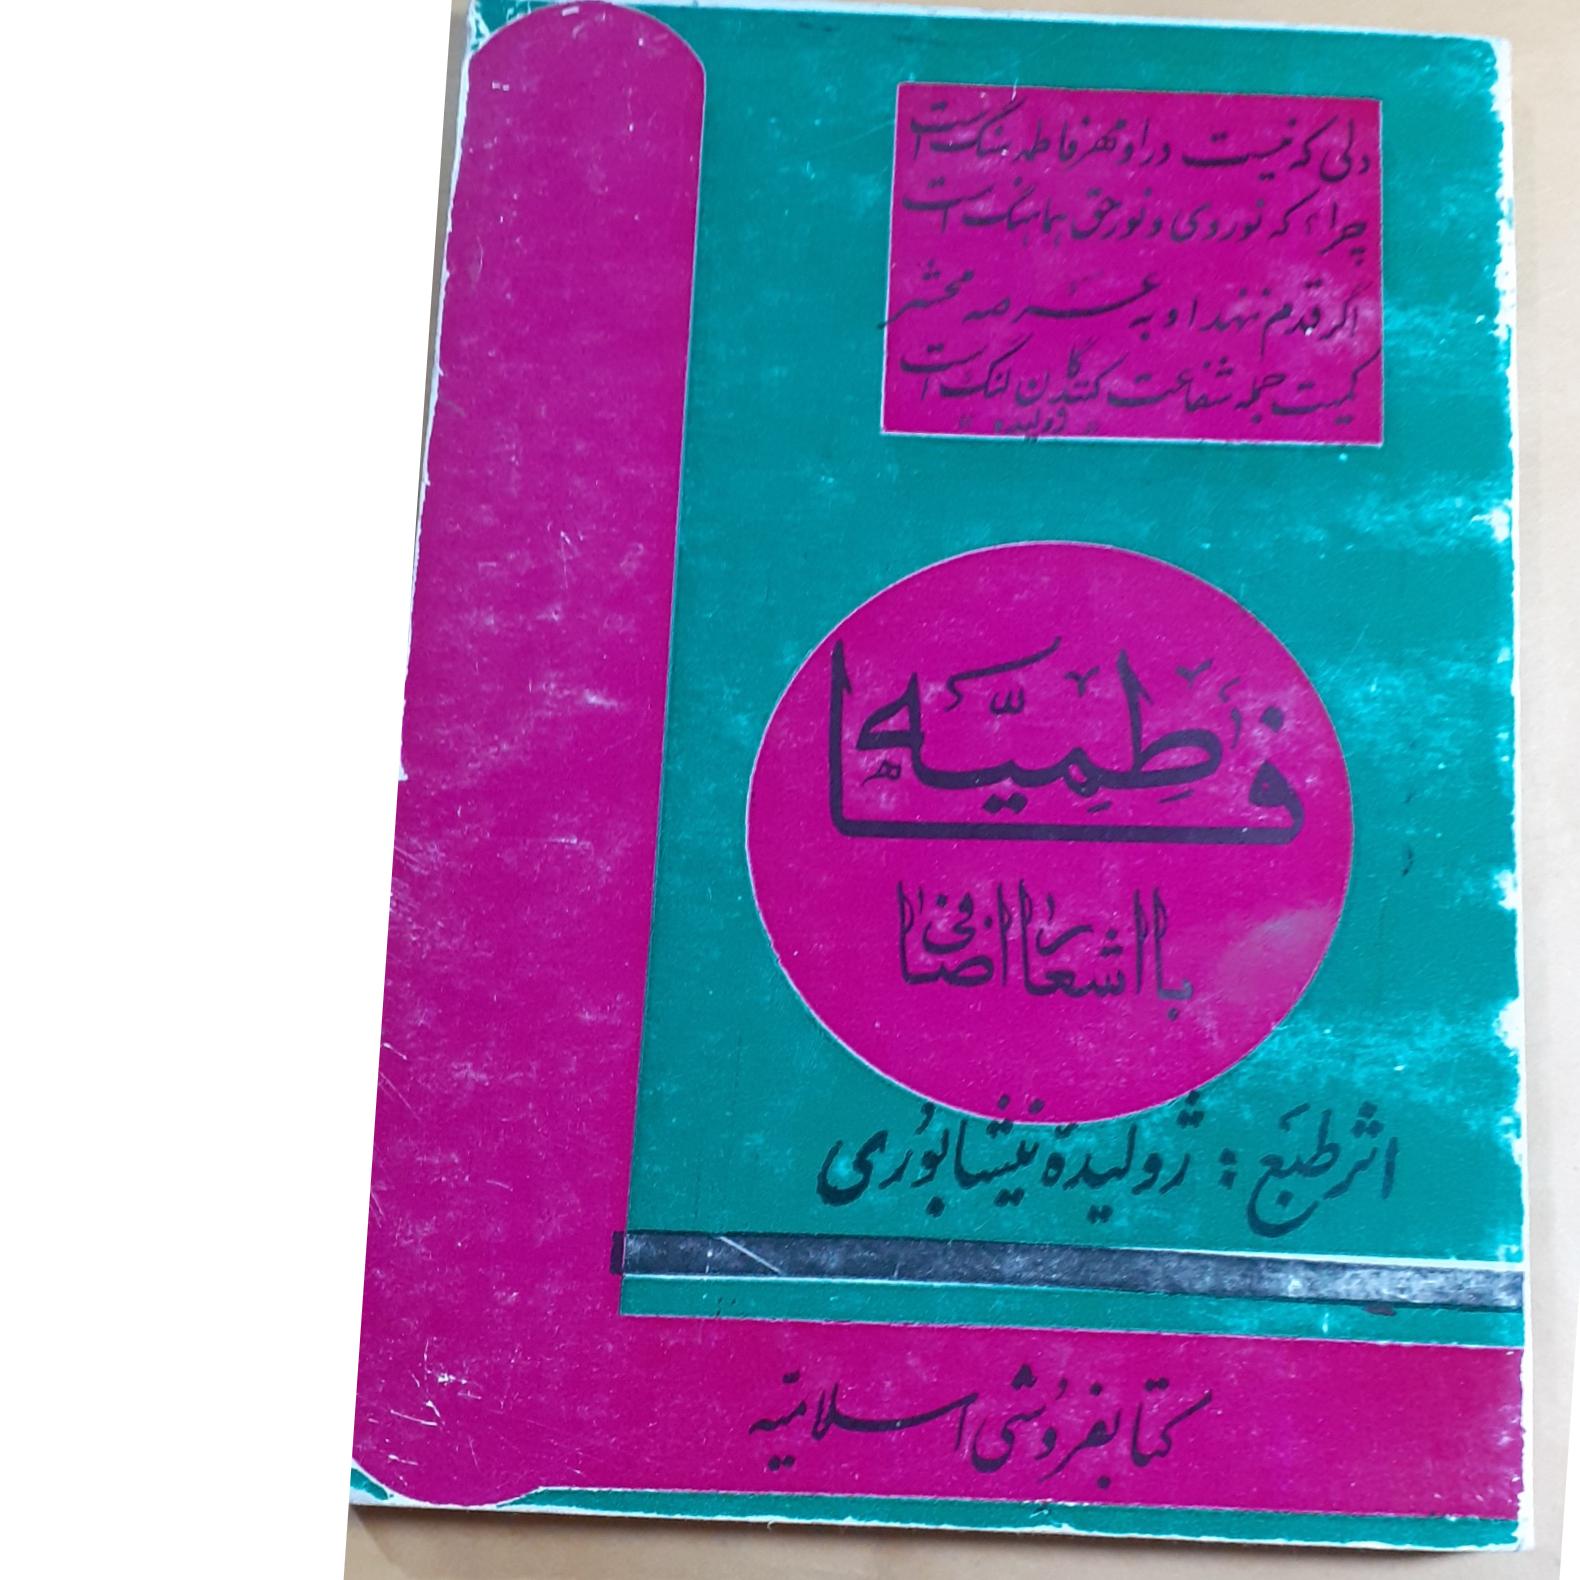 دلی که نیست در او مهر فاطمه سنگ است
چرا؟ که نور وی و نور حق هماهنگ است
اگر قدم ننهد او به عرصه محشر
کمیت جمله شفاعت کنندگان لنگ است
"ژولیده"
فاطمیّه
با اشعار اضافی
اثر طبع : ژولیده نیشابوری
کتابفروشی اسلامیّه